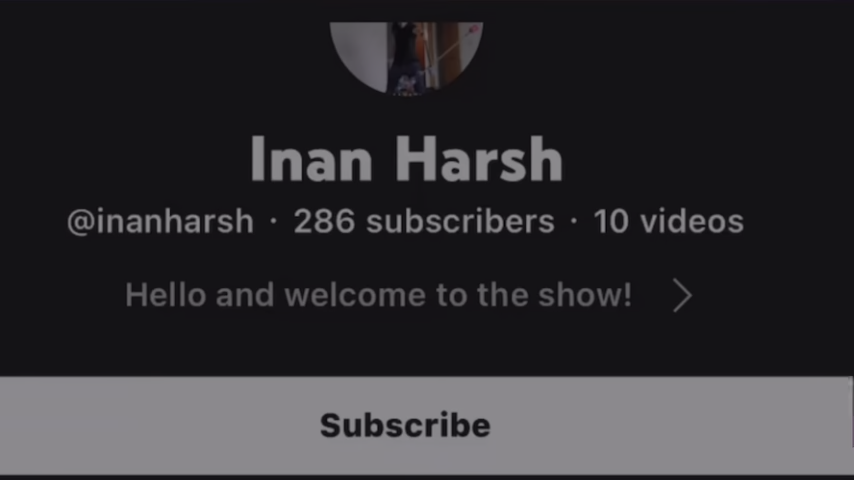 Inan Harsh
@inanharsh · 286 subscribers · 10 videos
Hello and welcome to the show!
Subscribe